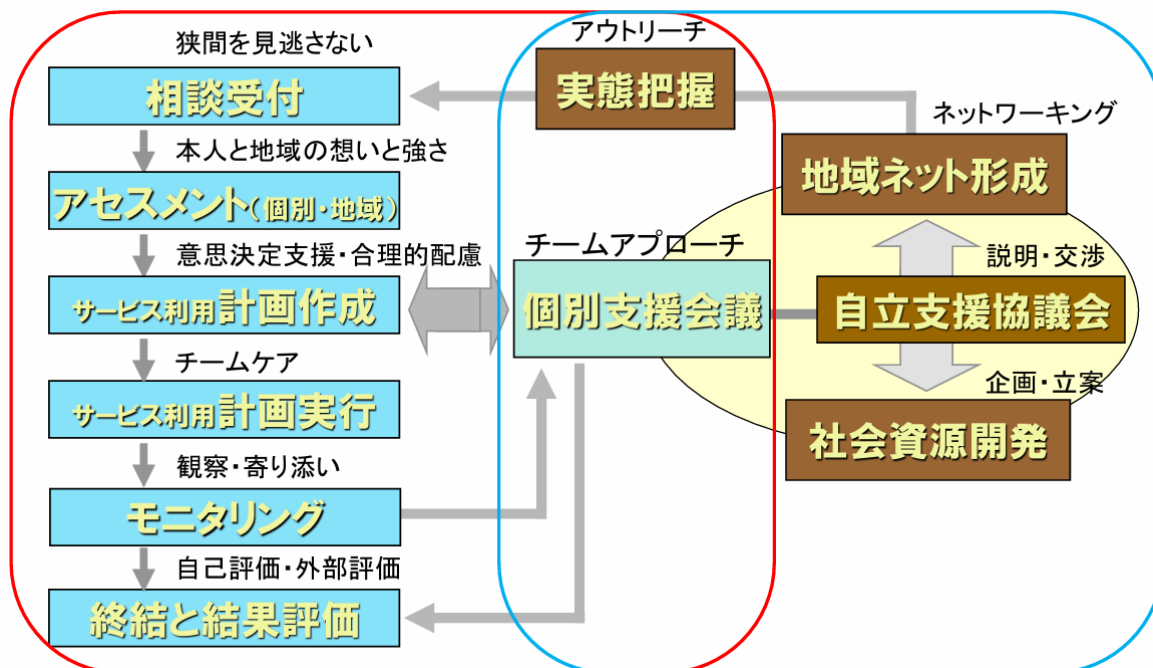 狭間を見逃さない
相談受付
本人と地域の想いと強さ
アセスメント(個別・地域)
意思決定支援・合理的配慮
サービス利用計画作成
チームケア
サービス利用計画実行
観察・寄り添い
モニタリング
自己評価・外部評価
終結と結果評価
アウトリーチ
実態把握
チームアプローチ
個別支援会議
ネットワーキング
地域ネット形成
説明・交渉
自立支援協議会
企画・立案
社会資源開発